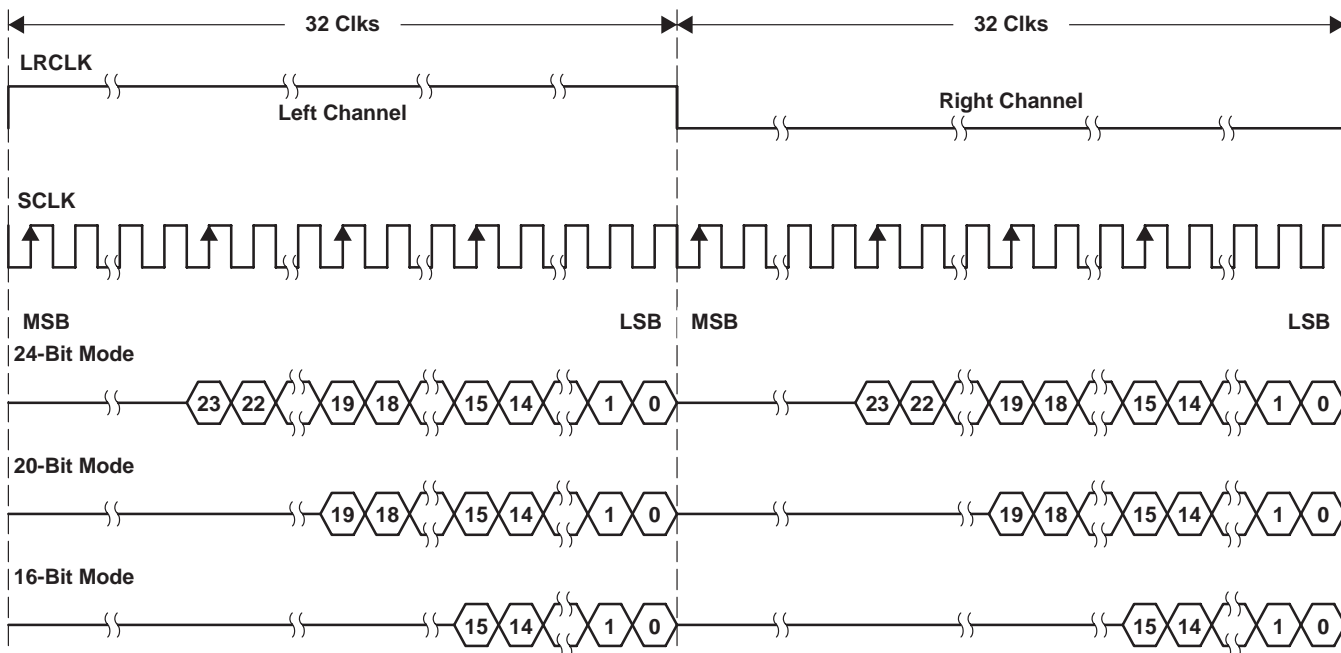 32 Clks 32 Clks
LRCLK
Left Channel Right Channel
SCLK
MSB LSB MSB LSB
24-Bit Mode
23 22 19 18 15 14 1 0 23 22 19 18 15 14 1 0
20-Bit Mode
19 18 15 14 1 0 19 18 15 14 1 0
16-Bit Mode
15 14 1 0 15 14 1 0